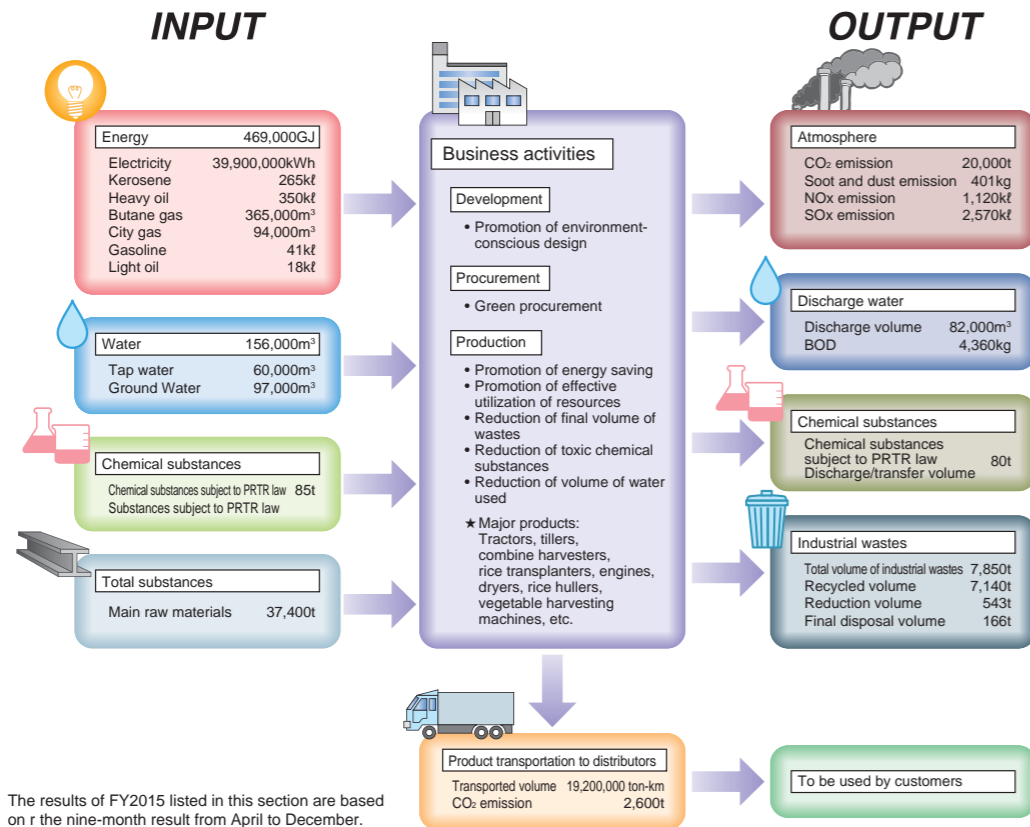 INPUT
OUTPUT
Energy 469,000GJ
Electricity 39,900,000kWh
Kerosene 265kℓ
Heavy oil 350kℓ
Butane gas 365,000m³
City gas 94,000m³
Gasoline 41kℓ
Light oil 18kℓ
Water 156,000m³
Tap water 60,000m³
Ground Water 97,000m³
Chemical substances
Chemical substances subject to PRTR law 85t
Substances subject to PRTR law
Total substances
Main raw materials 37,400t
Business activities
Development
• Promotion of environment-
conscious design
Procurement
• Green procurement
Production
• Promotion of energy saving
• Promotion of effective
utilization of resources
• Reduction of final volume of
wastes
• Reduction of toxic chemical
substances
• Reduction of volume of water
used
★ Major products:
Tractors, tillers,
combine harvesters,
rice transplanters, engines,
dryers, rice hullers,
vegetable harvesting
machines, etc.
Atmosphere
CO₂ emission 20,000t
Soot and dust emission 401kg
NOx emission 1,120kℓ
SOx emission 2,570kℓ
Discharge water
Discharge volume 82,000m³
BOD 4,360kg
Chemical substances
Chemical substances
subject to PRTR law 80t
Discharge/transfer volume
Industrial wastes
Total volume of industrial wastes 7,850t
Recycled volume 7,140t
Reduction volume 543t
Final disposal volume 166t
Product transportation to distributors
Transported volume 19,200,000 ton-km
CO₂ emission 2,600t
To be used by customers
The results of FY2015 listed in this section are based
on r the nine-month result from April to December.